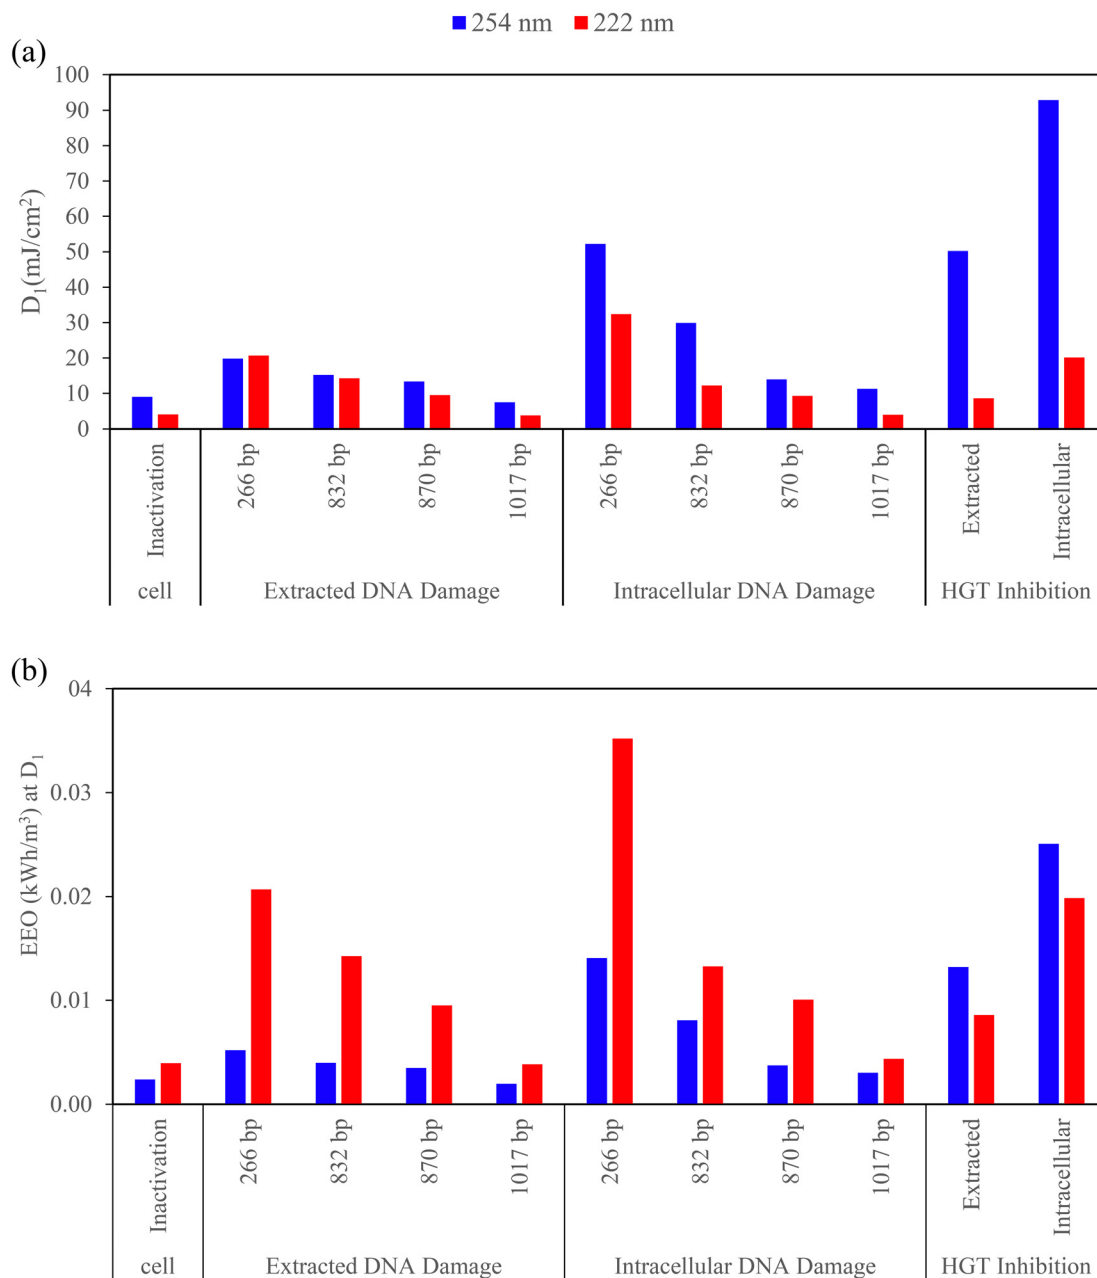 254 nm 222 nm
(a)
D₁(mJ/cm²)
100
90
80
70
60
50
40
30
20
10
0
Inactivation 266 bp 832 bp 870 bp 1017 bp 266 bp 832 bp 870 bp 1017 bp Extracted Intracellular
cell Extracted DNA Damage Intracellular DNA Damage HGT Inhibition
(b)
EEO (kWh/m³) at D₁
04
0.03
0.02
0.01
0.00
Inactivation 266 bp 832 bp 870 bp 1017 bp 266 bp 832 bp 870 bp 1017 bp Extracted Intracellular
cell Extracted DNA Damage Intracellular DNA Damage HGT Inhibition